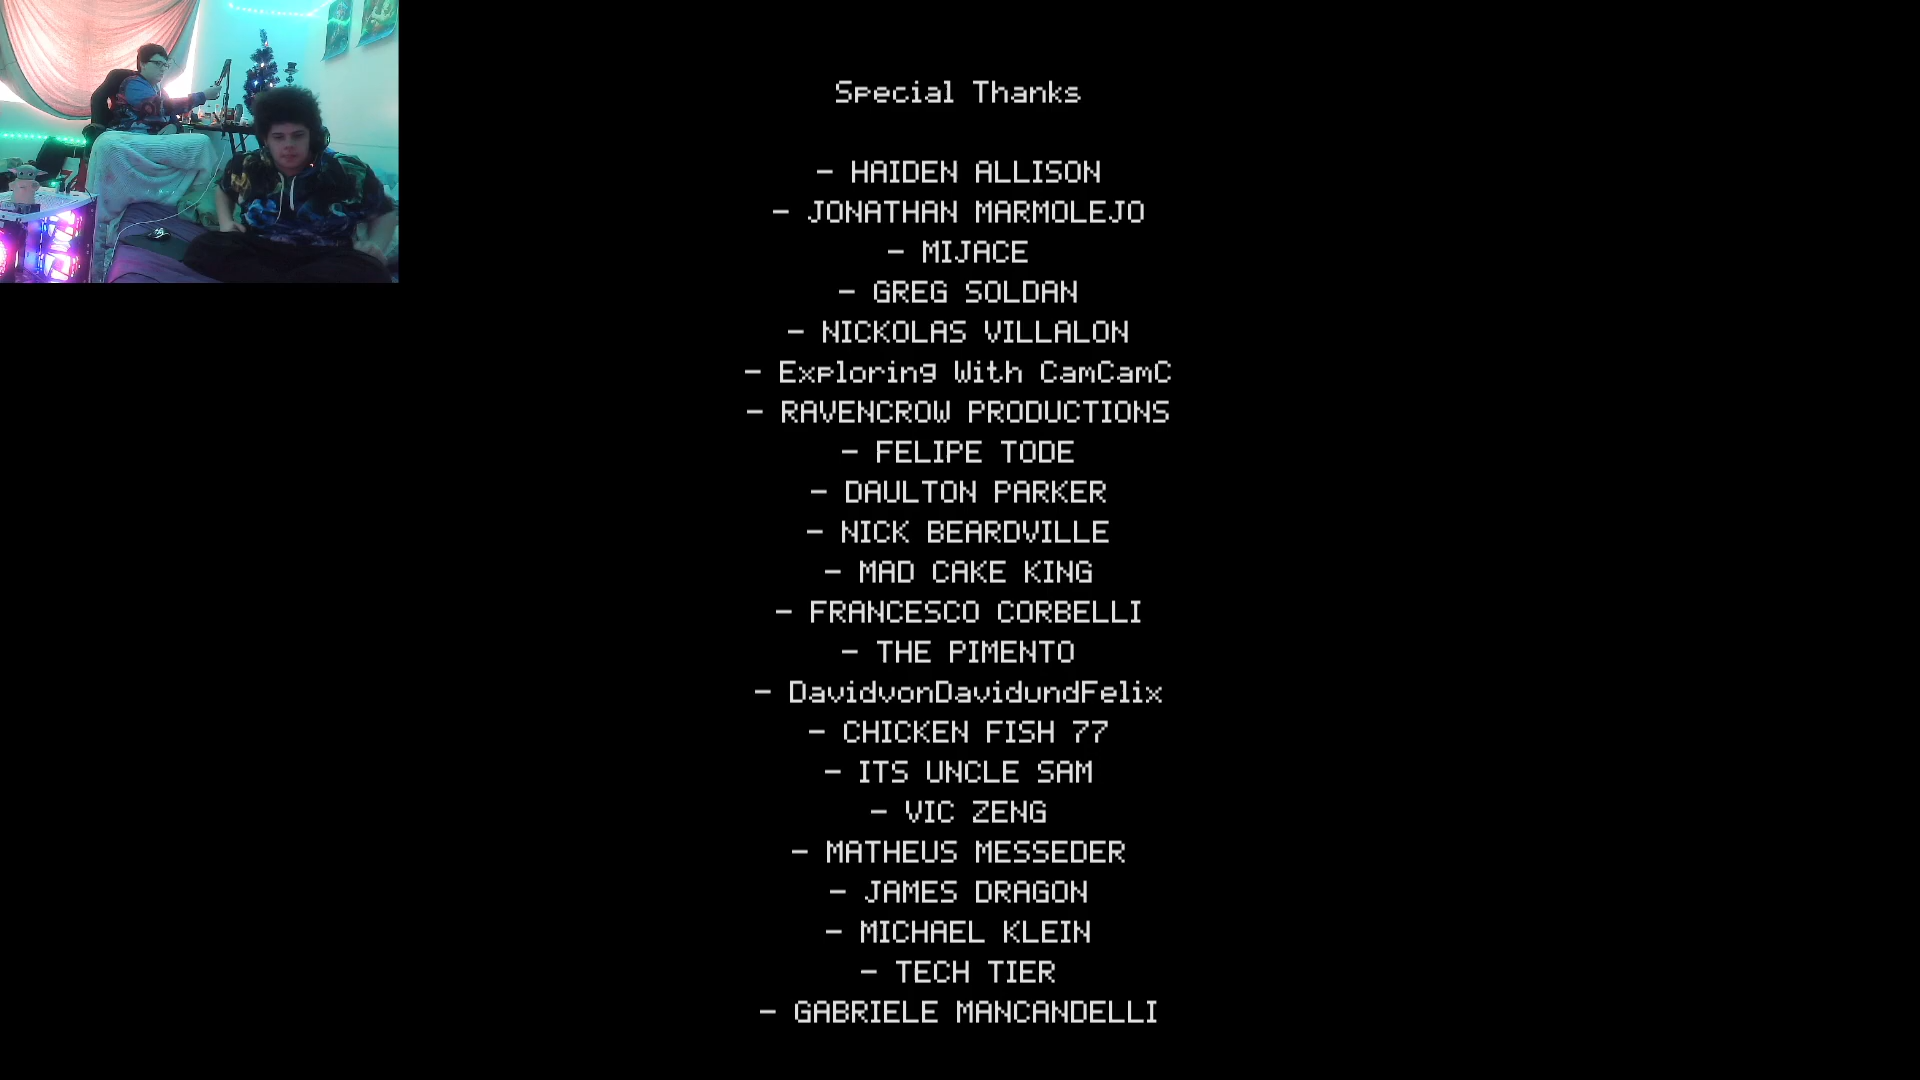 Special Thanks
- HAIDEN ALLISON
- JONATHAN MARMOLEJO
- MIJACE
- GREG SOLDAN
- NICKOLAS VILLALON
- Exploring With CamCamC
- RAVENCROW PRODUCTIONS
- FELIPE TODE
- DAULTON PARKER
- NICK BEARDVILLE
- MAD CAKE KING
- FRANCESCO CORBELLI
- THE PIMENTO
- DavidvonDavidundFelix
- CHICKEN FISH 77
- ITS UNCLE SAM
- VIC ZENG
- MATHEUS MESSEDER
- JAMES DRAGON
- MICHAEL KLEIN
- TECH TIER
- GABRIELE MANCANDELLI